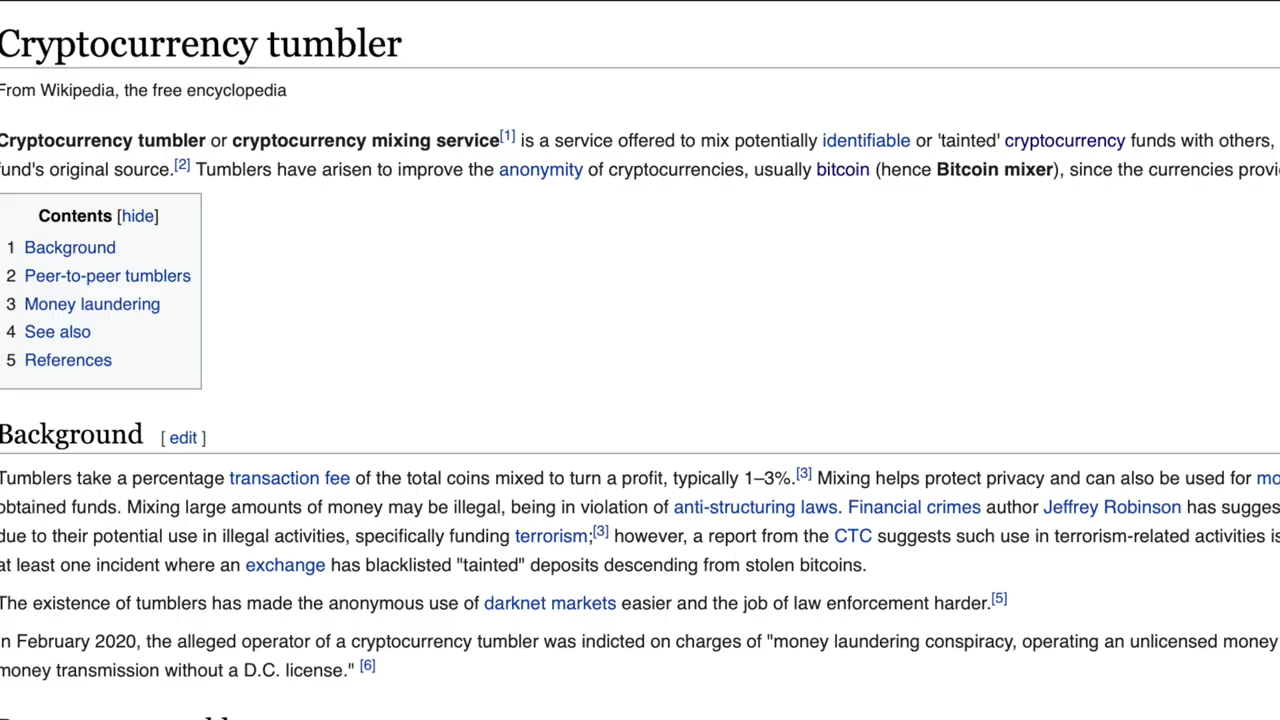 Cryptocurrency tumbler
From Wikipedia, the free encyclopedia
Cryptocurrency tumbler or cryptocurrency mixing service[1] is a service offered to mix potentially identifiable or 'tainted' cryptocurrency funds with others,
fund's original source.[2] Tumblers have arisen to improve the anonymity of cryptocurrencies, usually bitcoin (hence Bitcoin mixer), since the currencies
Contents [hide]
1 Background
2 Peer-to-peer tumblers
3 Money laundering
4 See also
5 References
Background [ edit ]
Tumblers take a percentage transaction fee of the total coins mixed to turn a profit, typically 1–3%.[3] Mixing helps protect privacy and can also be used for
obtained funds. Mixing large amounts of money may be illegal, being in violation of anti-structuring laws. Financial crimes author Jeffrey Robinson has
due to their potential use in illegal activities, specifically funding terrorism;[3] however, a report from the CTC suggests such use in terrorism-related activities is
at least one incident where an exchange has blacklisted "tainted" deposits descending from stolen bitcoins.
The existence of tumblers has made the anonymous use of darknet markets easier and the job of law enforcement harder.[5]
In February 2020, the alleged operator of a cryptocurrency tumbler was indicted on charges of "money laundering conspiracy, operating an unlicensed money
money transmission without a D.C. license." [6]